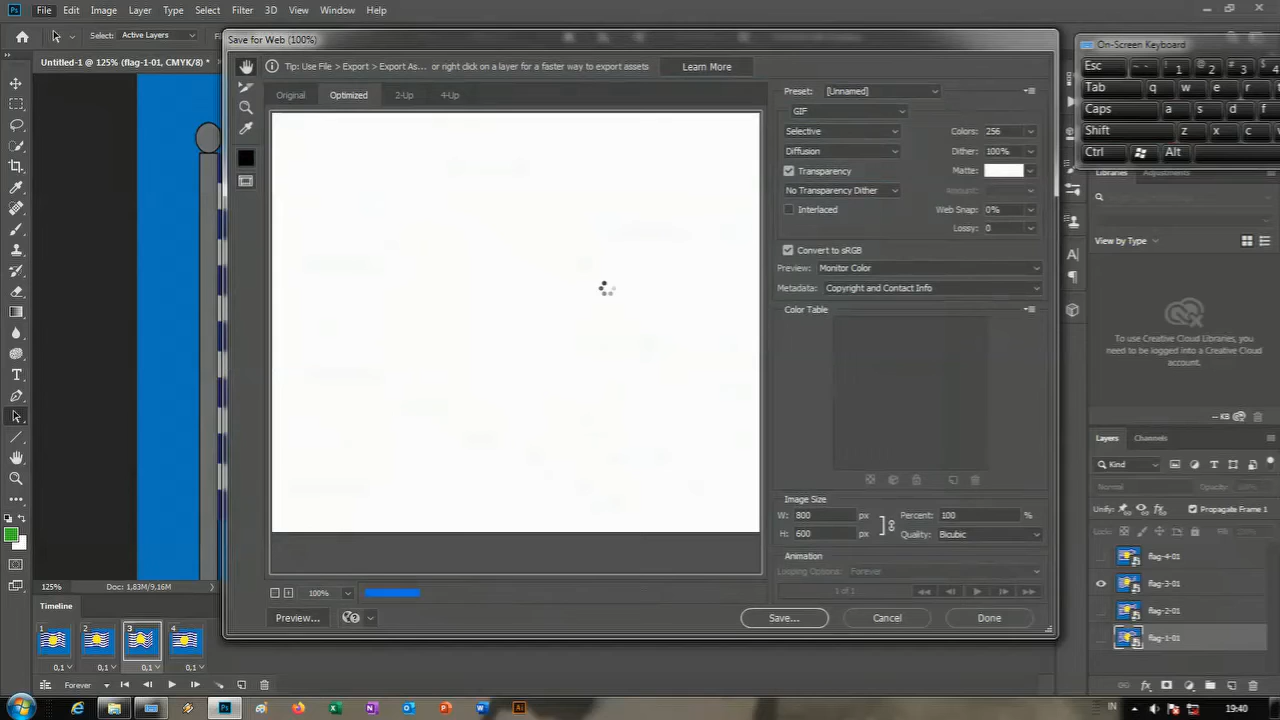 Ps File Edit Image Layer Type Select Filter 3D View Window Help
Select: Active Layers
Untitled-1 @ 125% (flag-1-01, CMYK/8) *
Save for Web (100%)
Tip: Use File > Export > Export As... or right click on a layer for a faster way to export assets Learn More
Original Optimized 2-Up 4-Up
Preset: [Unnamed]
GIF
Selective Colors: 256
Diffusion Dither: 100%
Transparency Matte:
No Transparency Dither Amount:
Interlaced Web Snap: 0%
Lossy: 0
Convert to sRGB
Preview: Monitor Color
Metadata: Copyright and Contact Info
Color Table
Image Size
W: 800 px Percent: 100 %
H: 600 px Quality: Bicubic
Animation
Looping Options: Forever
1 of 1
100%
Preview... Save... Cancel Done
On-Screen Keyboard
Esc ~ ` ! 1 @ 2 # 3 $ 4
Tab q w e r
Caps a s d f
Shift z x c
Ctrl Alt
Libraries Adjustments
View by Type
To use Creative Cloud Libraries, you need to be logged into a Creative Cloud account.
-- KB
Layers Channels
Kind
Normal Opacity:
Unify: Propagate Frame 1
Lock: Fill:
flag-4-01
flag-3-01
flag-2-01
flag-1-01
125% Doc: 1,83M/9,16M
Timeline
1 2 3 4
0,1 0,1 0,1 0,1
Forever
IN 19:40